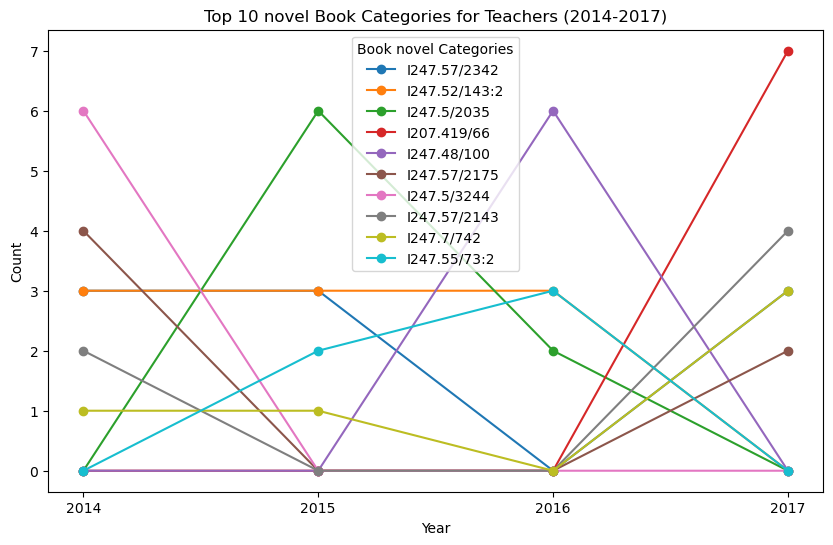 Top 10 novel Book Categories for Teachers (2014-2017)
Book novel Categories
I247.57/2342
I247.52/143:2
I247.5/2035
I207.419/66
I247.48/100
I247.57/2175
I247.5/3244
I247.57/2143
I247.7/742
I247.55/73:2
Count
7
6
5
4
3
2
1
0
2014 2015 2016 2017
Year